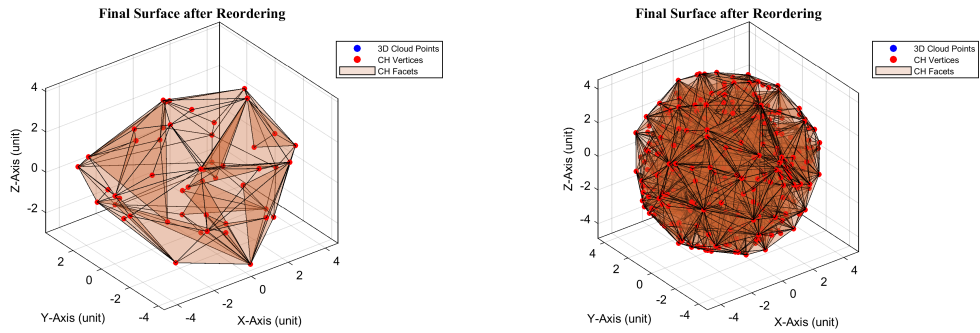 Final Surface after Reordering
3D Cloud Points
CH Vertices
CH Facets
4
2
0
-2
Z-Axis (unit)
2
0
-2
-4
Y-Axis (unit)
-4
-2
0
2
4
X-Axis (unit)
Final Surface after Reordering
3D Cloud Points
CH Vertices
CH Facets
4
2
0
-2
-4
Z-Axis (unit)
4
2
0
-2
-4
Y-Axis (unit)
-4
-2
0
2
4
X-Axis (unit)